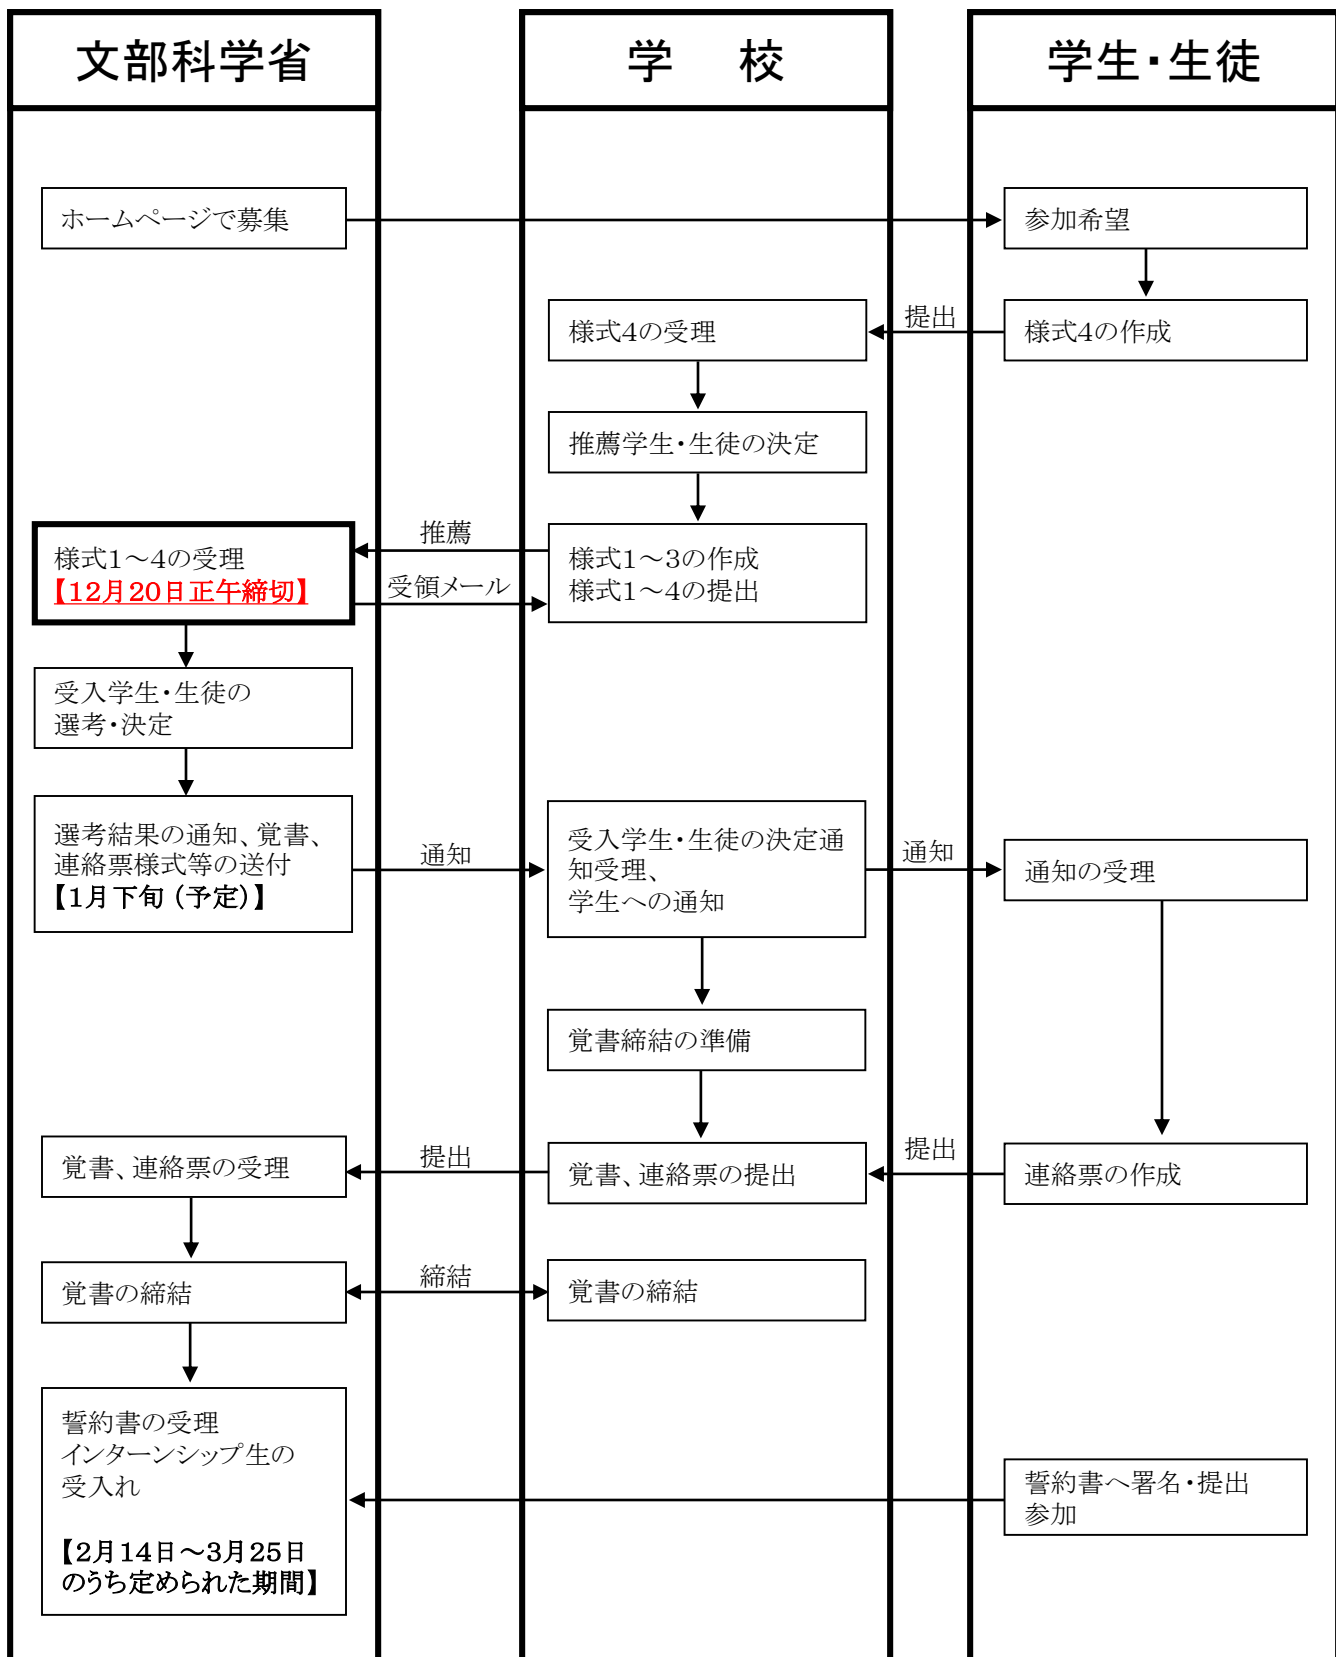 文部科学省
学　校
学生・生徒
ホームページで募集
参加希望
提出
様式4の受理
様式4の作成
推薦学生・生徒の決定
推薦
様式1～4の受理
【12月20日正午締切】
様式1～3の作成
様式1～4の提出
受領メール
受入学生・生徒の
選考・決定
選考結果の通知、覚書、
連絡票様式等の送付
【1月下旬（予定）】
通知
受入学生・生徒の決定通
知受理、
学生への通知
通知
通知の受理
覚書締結の準備
覚書、連絡票の受理
提出
覚書、連絡票の提出
提出
連絡票の作成
覚書の締結
締結
覚書の締結
誓約書の受理
インターンシップ生の
受入れ
【2月14日～3月25日
のうち定められた期間】
誓約書へ署名・提出
参加